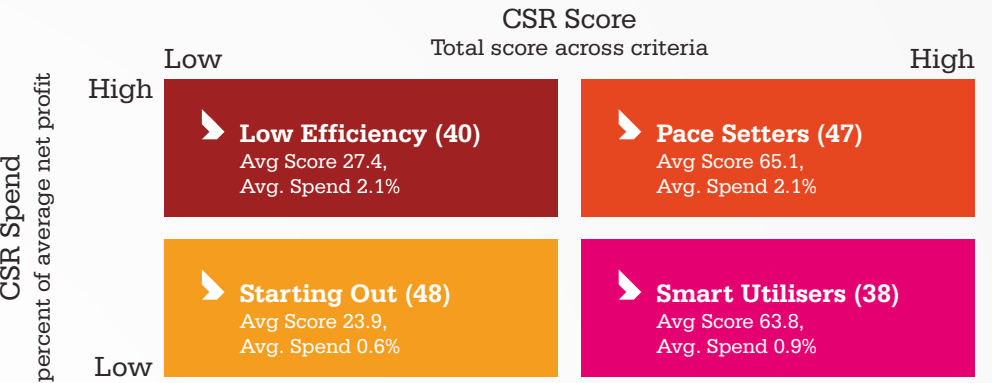 CSR Score
Total score across criteria
Low
High
High
CSR Spend
percent of average net profit
Low Efficiency (40)
Avg Score 27.4,
Avg. Spend 2.1%
Pace Setters (47)
Avg Score 65.1,
Avg. Spend 2.1%
Starting Out (48)
Avg Score 23.9,
Avg. Spend 0.6%
Smart Utilisers (38)
Avg Score 63.8,
Avg. Spend 0.9%
Low